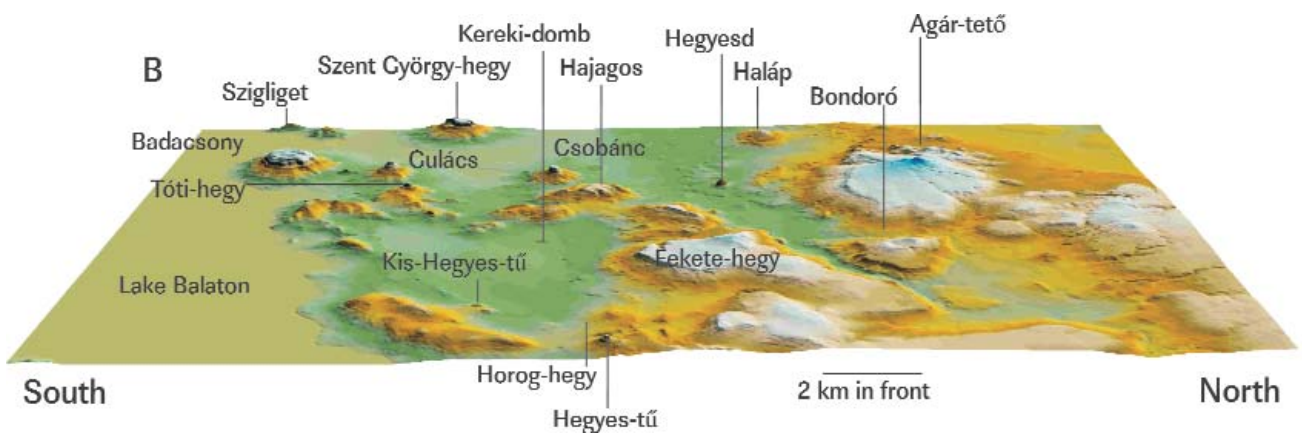 B
Szigliget
Szent György-hegy
Kereki-domb
Hajagos
Hegyesd
Haláp
Agár-tető
Bondoró
Badacsony
Gulács
Csobánc
Tóti-hegy
Kis-Hegyes-tű
Fekete-hegy
Lake Balaton
Horog-hegy
Hegyes-tű
2 km in front
South
North